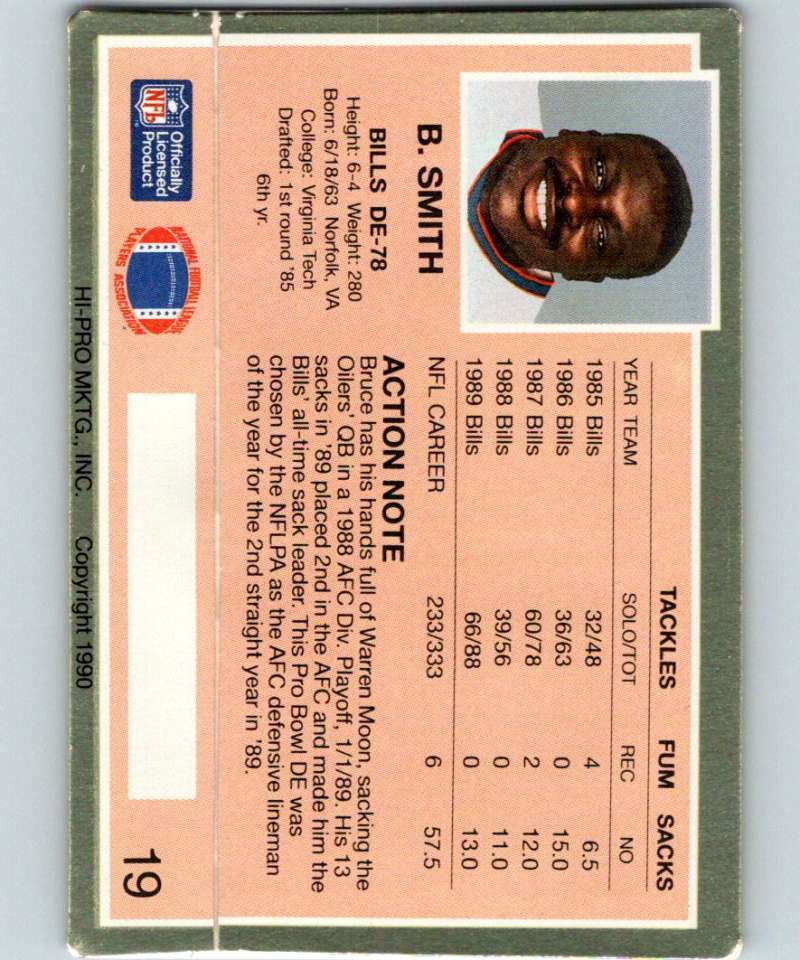 B. SMITH
BILLS DE-78
Height: 6-4 Weight: 280
Born: 6/18/63 Norfolk, VA
College: Virginia Tech
Drafted: 1st round '85
6th yr.
NFL
Officially
Licensed
Product
NATIONAL FOOTBALL LEAGUE
PLAYERS ASSOCIATION
TACKLES FUM SACKS
YEAR TEAM SOLO/TOT REC NO
1985 Bills 32/48 4 6.5
1986 Bills 36/63 0 15.0
1987 Bills 60/78 2 12.0
1988 Bills 39/56 0 11.0
1989 Bills 66/88 0 13.0
NFL CAREER 233/333 6 57.5
ACTION NOTE
Bruce has his hands full of Warren Moon, sacking the
Oilers' QB in a 1988 AFC Div. Playoff, 1/1/89. His 13
sacks in '89 placed 2nd in the AFC and made him the
Bills' all-time sack leader. This Pro Bowl DE was
chosen by the NFLPA as the AFC defensive lineman
of the year for the 2nd straight year in '89.
19
HI-PRO MKTG., INC. Copyright 1990